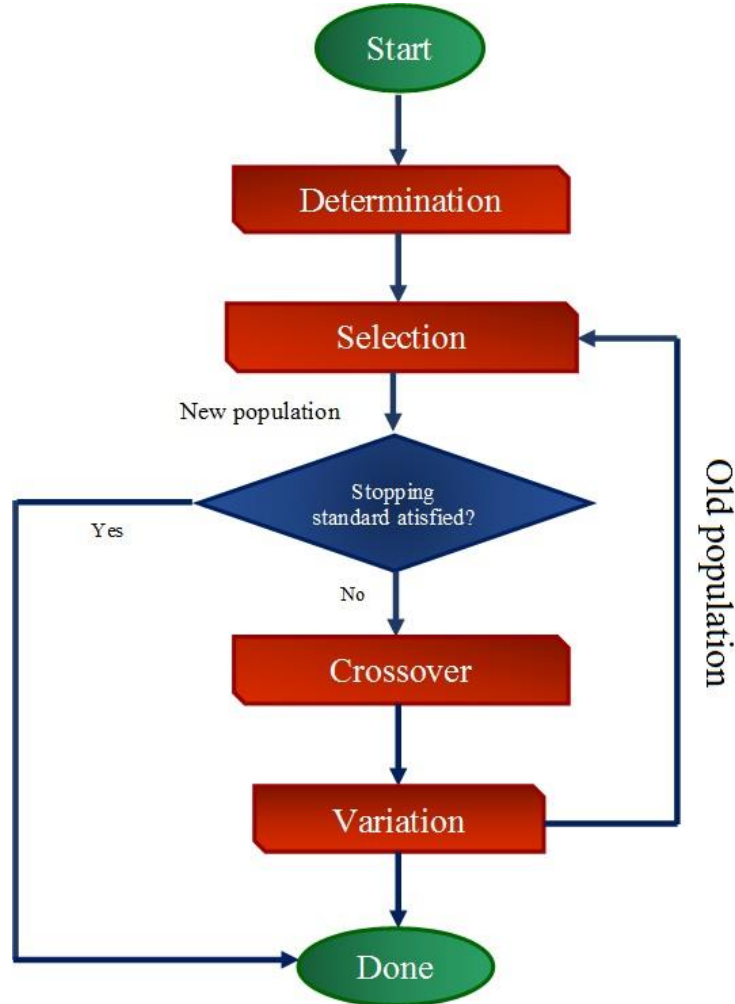 Start
Determination
Selection
New population
Stopping
standard atisfied?
Yes
No
Old population
Crossover
Variation
Done